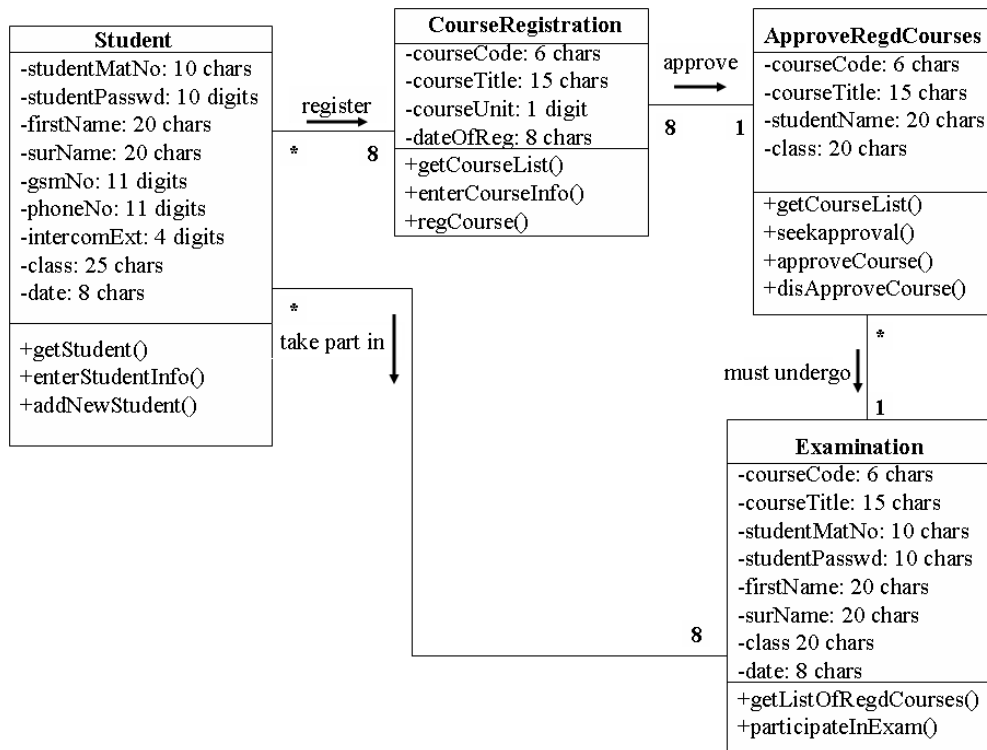 Student
-studentMatNo: 10 chars
-studentPasswd: 10 digits
-firstName: 20 chars
-surName: 20 chars
-gsmNo: 11 digits
-phoneNo: 11 digits
-intercomExt: 4 digits
-class: 25 chars
-date: 8 chars
+getStudent()
+enterStudentInfo()
+addNewStudent()
register
*
8
CourseRegistration
-courseCode: 6 chars
-courseTitle: 15 chars
-courseUnit: 1 digit
-dateOfReg: 8 chars
+getCourseList()
+enterCourseInfo()
+regCourse()
approve
8
1
ApproveRegdCourses
-courseCode: 6 chars
-courseTitle: 15 chars
-studentName: 20 chars
-class: 20 chars
+getCourseList()
+seekapproval()
+approveCourse()
+disApproveCourse()
*
take part in
8
*
must undergo
1
Examination
-courseCode: 6 chars
-courseTitle: 15 chars
-studentMatNo: 10 chars
-studentPasswd: 10 chars
-firstName: 20 chars
-surName: 20 chars
-class 20 chars
-date: 8 chars
+getListOfRegdCourses()
+participateInExam()